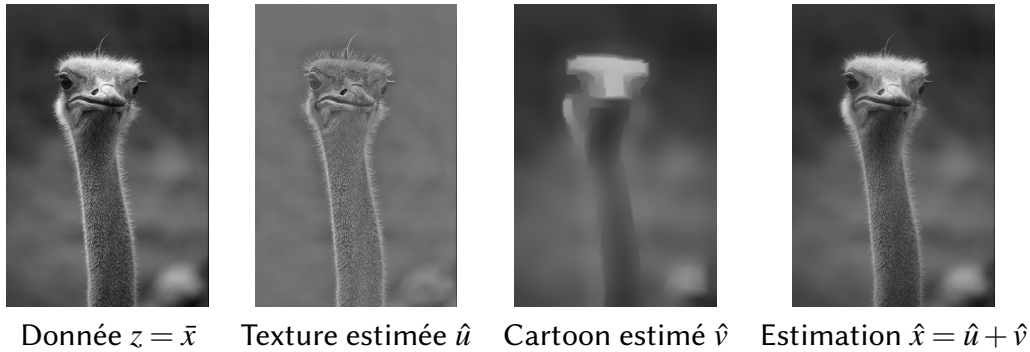 Donnée z = x̄
Texture estimée û
Cartoon estimé v̂
Estimation x̂ = û + v̂